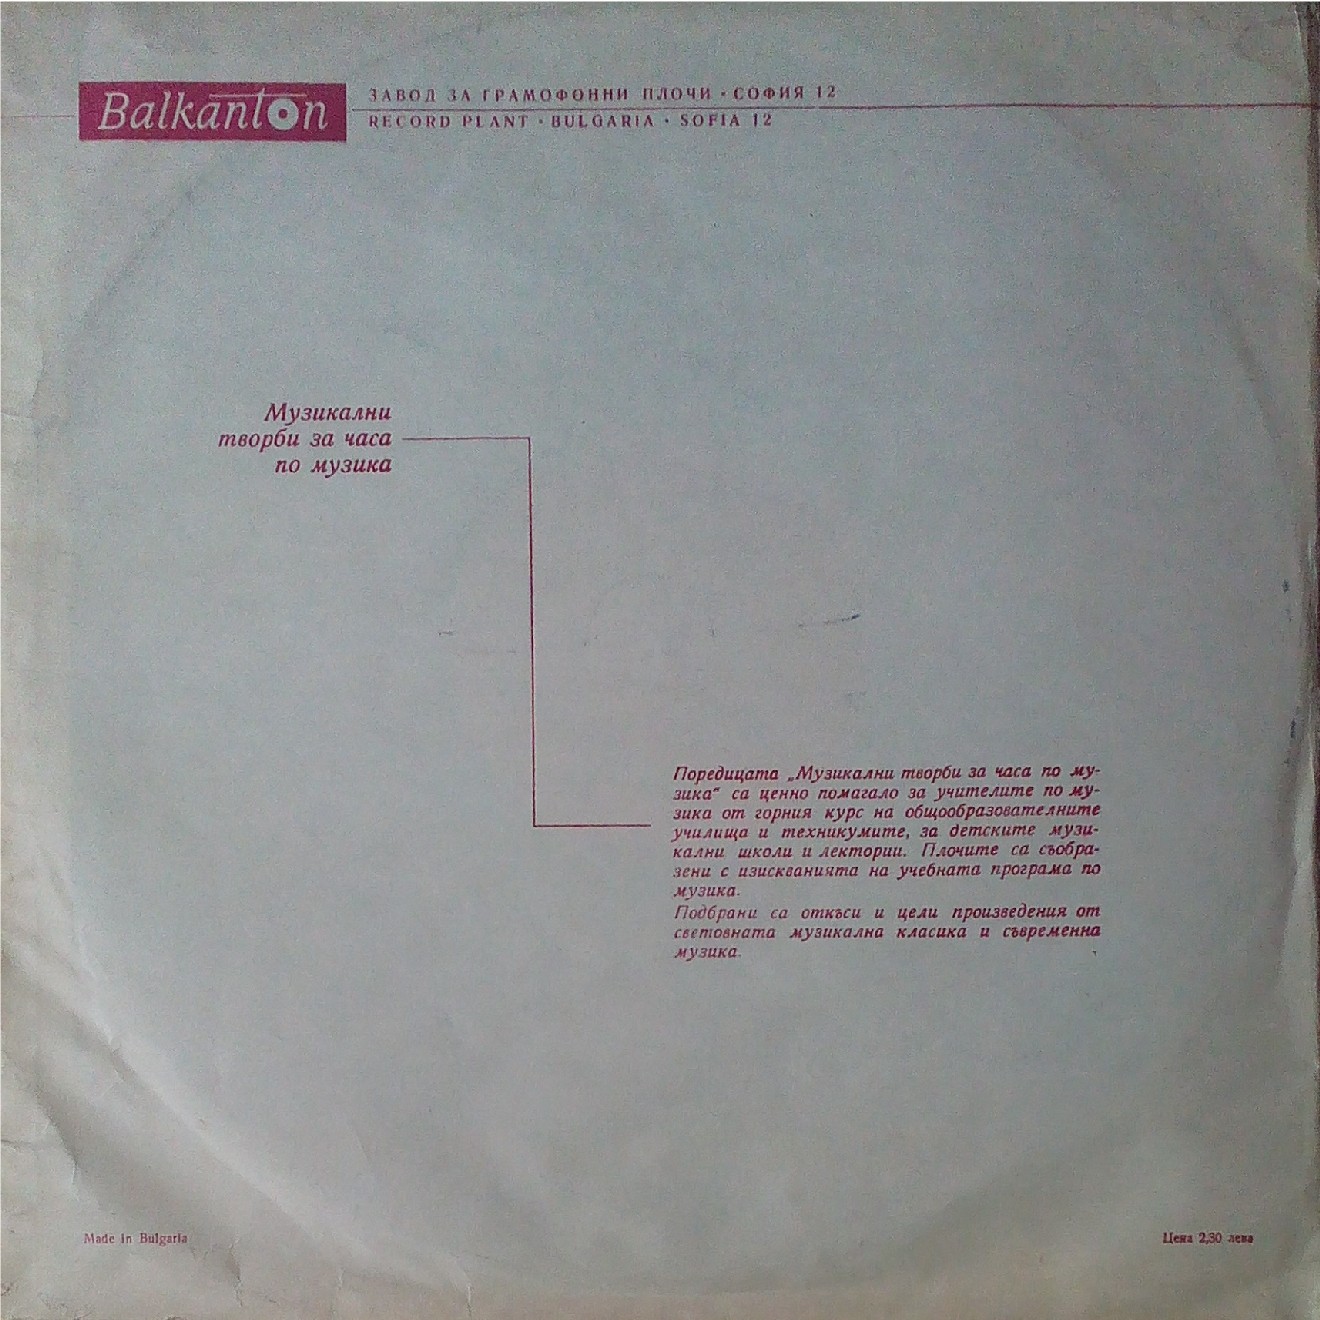 Balkanton
ЗАВОД ЗА ГРАМОФОННИ ПЛОЧИ · СОФИЯ 12
RECORD PLANT · BULGARIA · SOFIA 12
Музикални
творби за часа
по музика
Поредицата „Музикални творби за часа по му-
зика“ са ценно помагало за учителите по му-
зика от горния курс на общообразователните
училища и техникумите, за детските музи-
кални школи и лектории. Плочите са съобра-
зени с изискванията на учебната програма по
музика.
Подбрани са откъси и цели произведения от
световната музикална класика и съвременна
музика.
Made in Bulgaria
Цена 2,30 лева